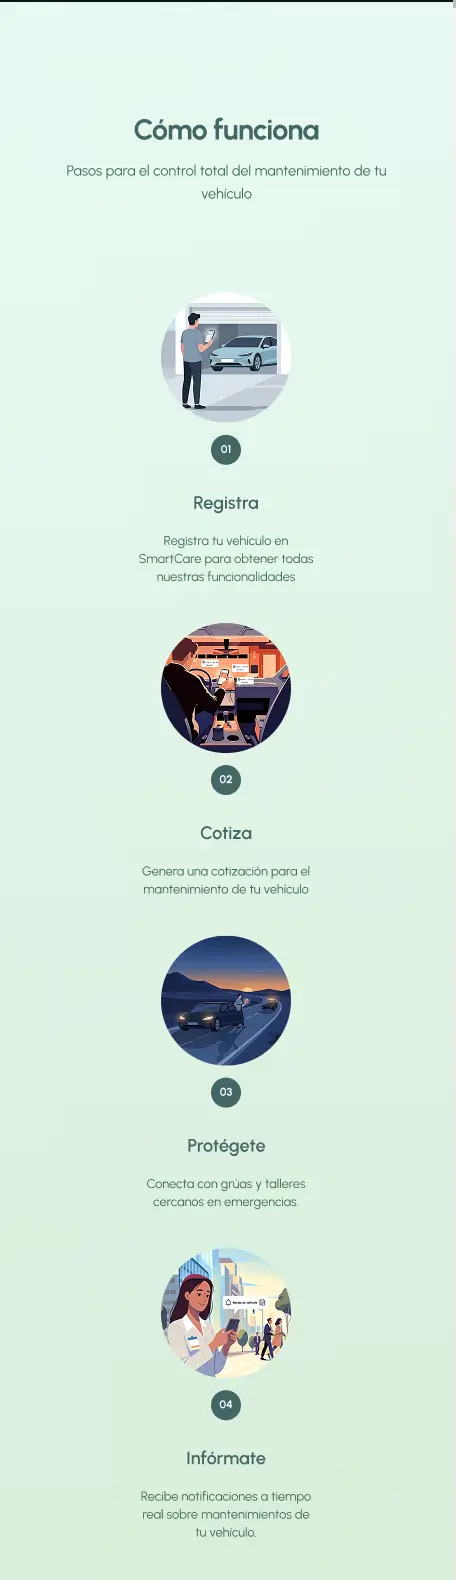 Cómo funciona
Pasos para el control total del mantenimiento de tu
vehículo
01
Registra
Registra tu vehículo en
SmartCare para obtener todas
nuestras funcionalidades
02
Cotiza
Genera una cotización para el
mantenimiento de tu vehículo
03
Protégete
Conecta con grúas y talleres
cercanos en emergencias.
04
Infórmate
Recibe notificaciones a tiempo
real sobre mantenimientos de
tu vehículo.